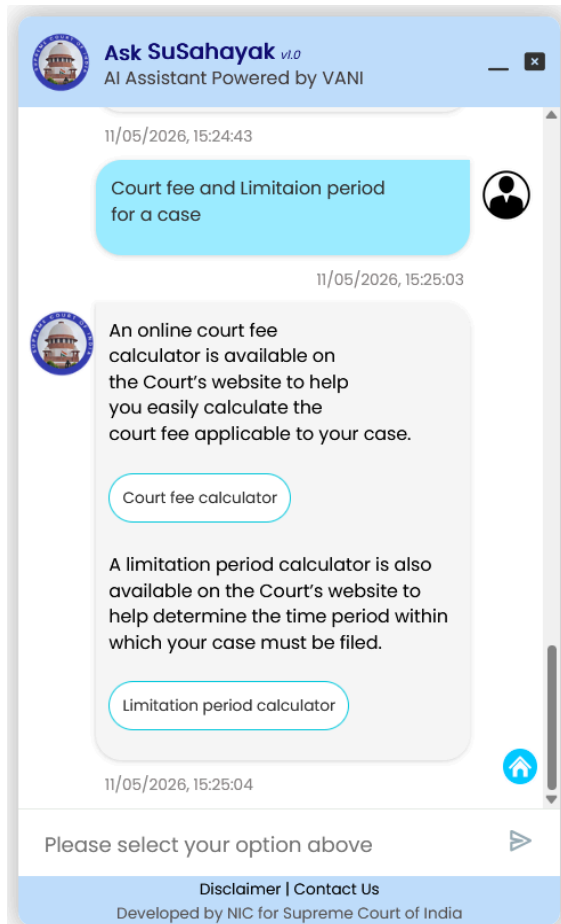 Ask SuSahayak v1.0
AI Assistant Powered by VANI
11/05/2026, 15:24:43
Court fee and Limitaion period
for a case
11/05/2026, 15:25:03
An online court fee
calculator is available on
the Court's website to help
you easily calculate the
court fee applicable to your case.
Court fee calculator
A limitation period calculator is also
available on the Court's website to
help determine the time period within
which your case must be filed.
Limitation period calculator
11/05/2026, 15:25:04
Please select your option above
Disclaimer | Contact Us
Developed by NIC for Supreme Court of India